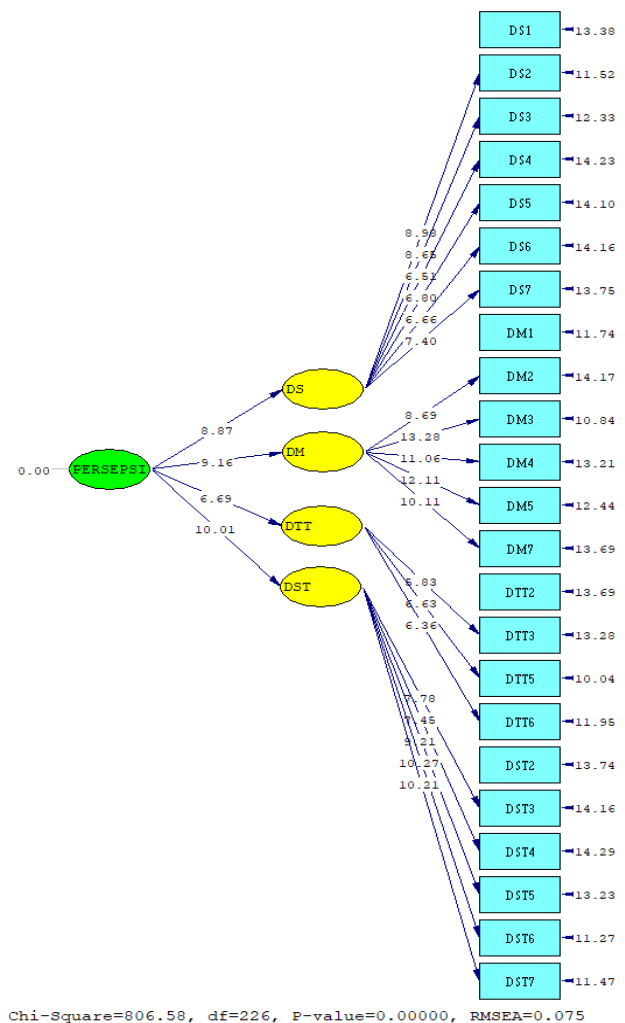 DS1 13.38
DS2 11.52
DS3 12.33
DS4 14.23
DS5 14.10
DS6 14.16
DS7 13.75
DM1 11.74
DM2 14.17
DM3 10.84
DM4 13.21
DM5 12.44
DM7 13.69
DTT2 13.69
DTT3 13.28
DTT5 10.04
DTT6 11.95
DST2 13.74
DST3 14.16
DST4 14.29
DST5 13.23
DST6 11.27
DST7 11.47
8.98
8.65
6.51
6.80
6.66
7.40
DS
8.69
13.28
11.06
12.11
10.11
DM
5.83
6.63
6.36
DTT
7.78
7.45
9.21
10.27
10.21
DST
8.87
9.16
6.69
10.01
0.00 PERSEPSI
Chi-Square=806.58, df=226, P-value=0.00000, RMSEA=0.075